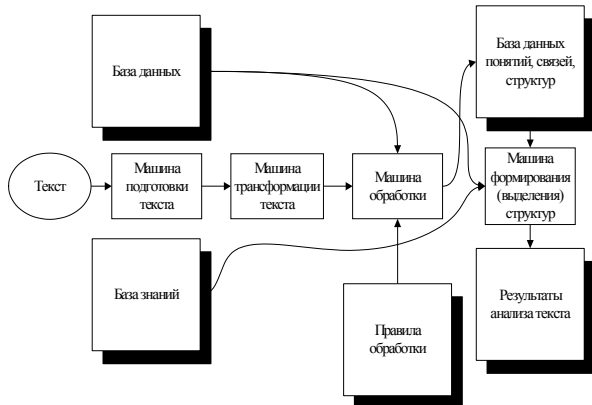 База данных
База данных
понятий, связей,
структур
Текст
Машина
подготовки
текста
Машина
трансформации
текста
Машина
обработки
Машина
формирования
(выделения)
структур
База знаний
Правила
обработки
Результаты
анализа текста